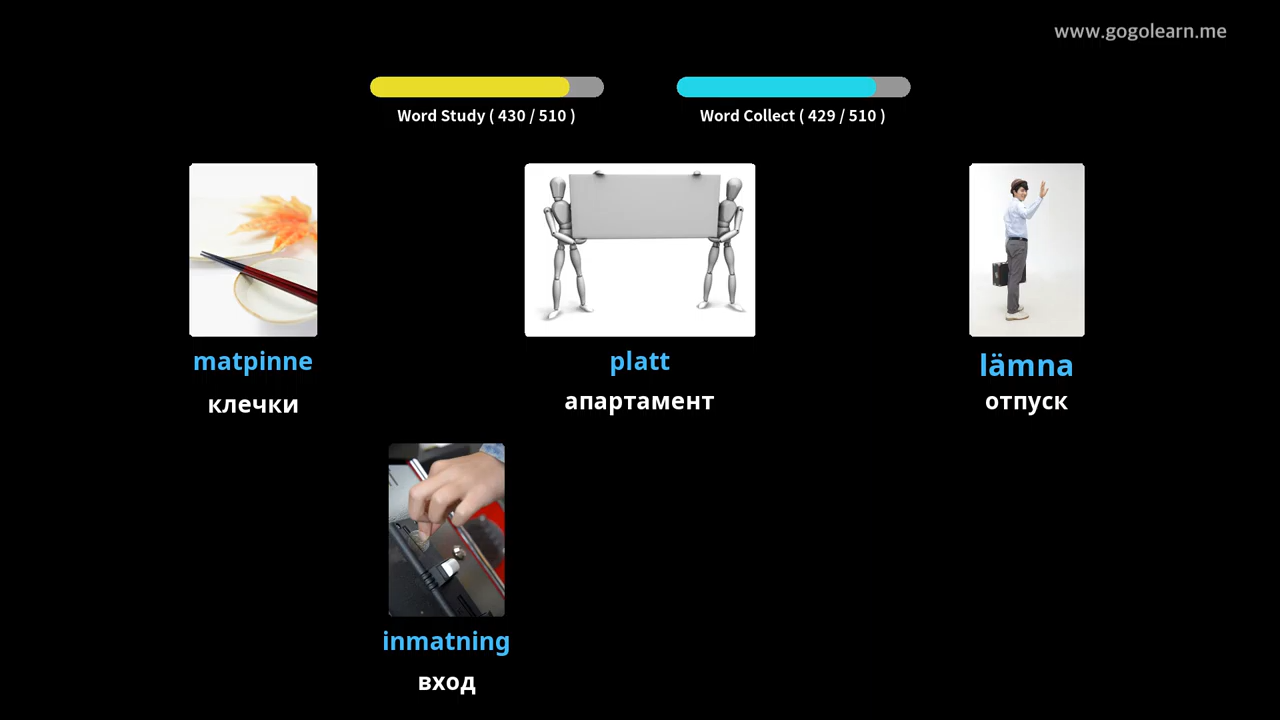 www.gogolearn.me
Word Study ( 430 / 510 )
Word Collect ( 429 / 510 )
matpinne
platt
lämna
клечки
апартамент
отпуск
inmatning
вход